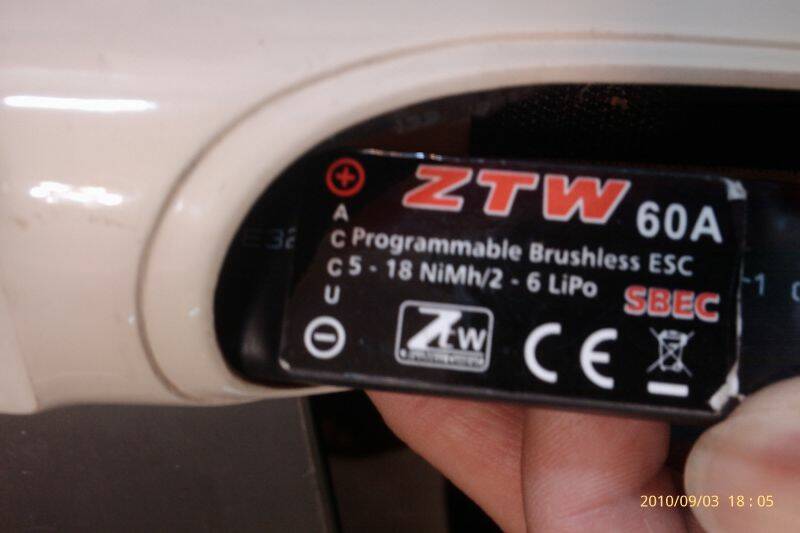 ZTW 60A
ACCU
Programmable Brushless ESC
5 - 18 NiMh/2 - 6 LiPo
SBEC
ZTW
CE
2010/09/03 18:05